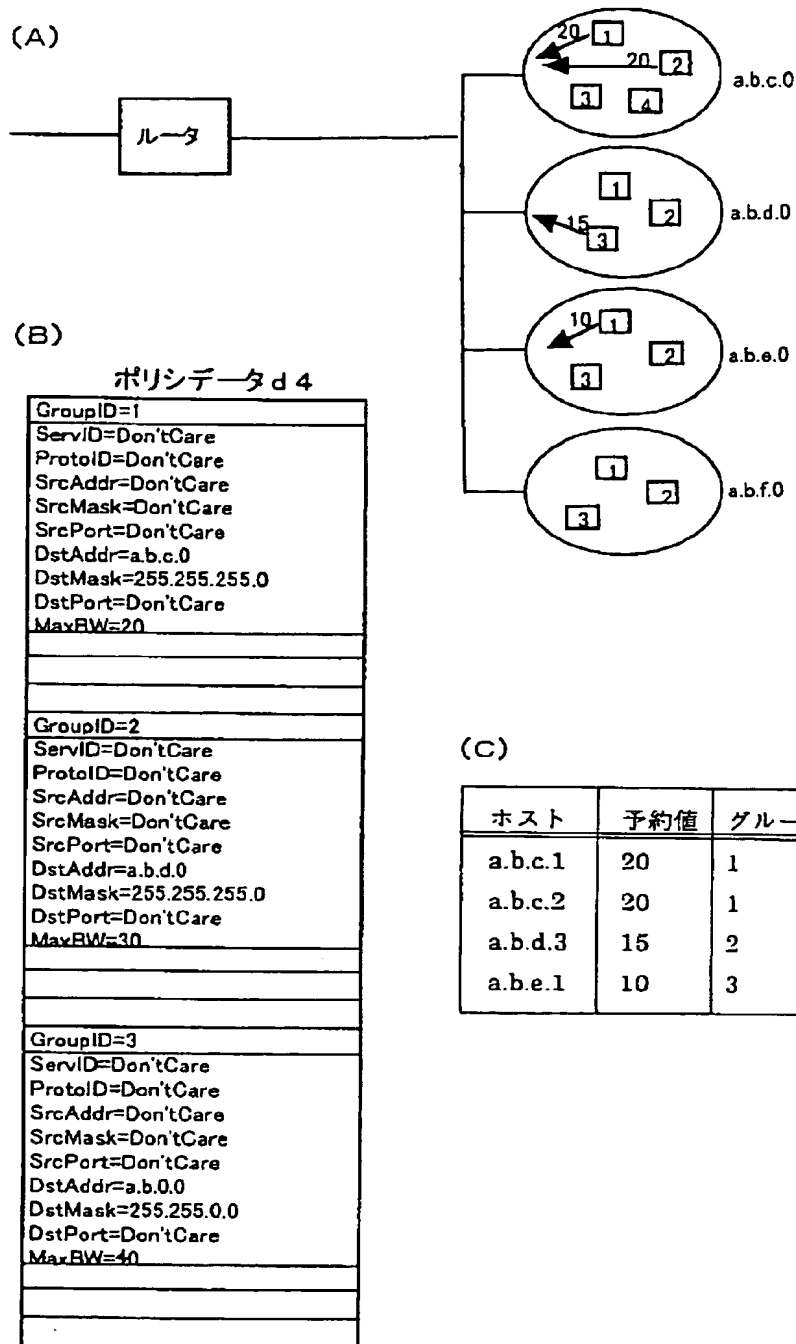 (A)
ルータ
20
1
20
2
3
4
a.b.c.0
1
2
15
3
a.b.d.0
10
1
2
3
a.b.e.0
1
2
3
a.b.f.0
(B)
ポリシデータd4
GroupID=1
ServID=Don'tCare
ProtoID=Don'tCare
SrcAddr=Don'tCare
SrcMask=Don'tCare
SrcPort=Don'tCare
DstAddr=a.b.c.0
DstMask=255.255.255.0
DstPort=Don'tCare
MaxBW=20
GroupID=2
ServID=Don'tCare
ProtoID=Don'tCare
SrcAddr=Don'tCare
SrcMask=Don'tCare
SrcPort=Don'tCare
DstAddr=a.b.d.0
DstMask=255.255.255.0
DstPort=Don'tCare
MaxBW=30
GroupID=3
ServID=Don'tCare
ProtoID=Don'tCare
SrcAddr=Don'tCare
SrcMask=Don'tCare
SrcPort=Don'tCare
DstAddr=a.b.0.0
DstMask=255.255.0.0
DstPort=Don'tCare
MaxBW=40
(C)
ホスト 予約値 グルー
a.b.c.1 20 1
a.b.c.2 20 1
a.b.d.3 15 2
a.b.e.1 10 3